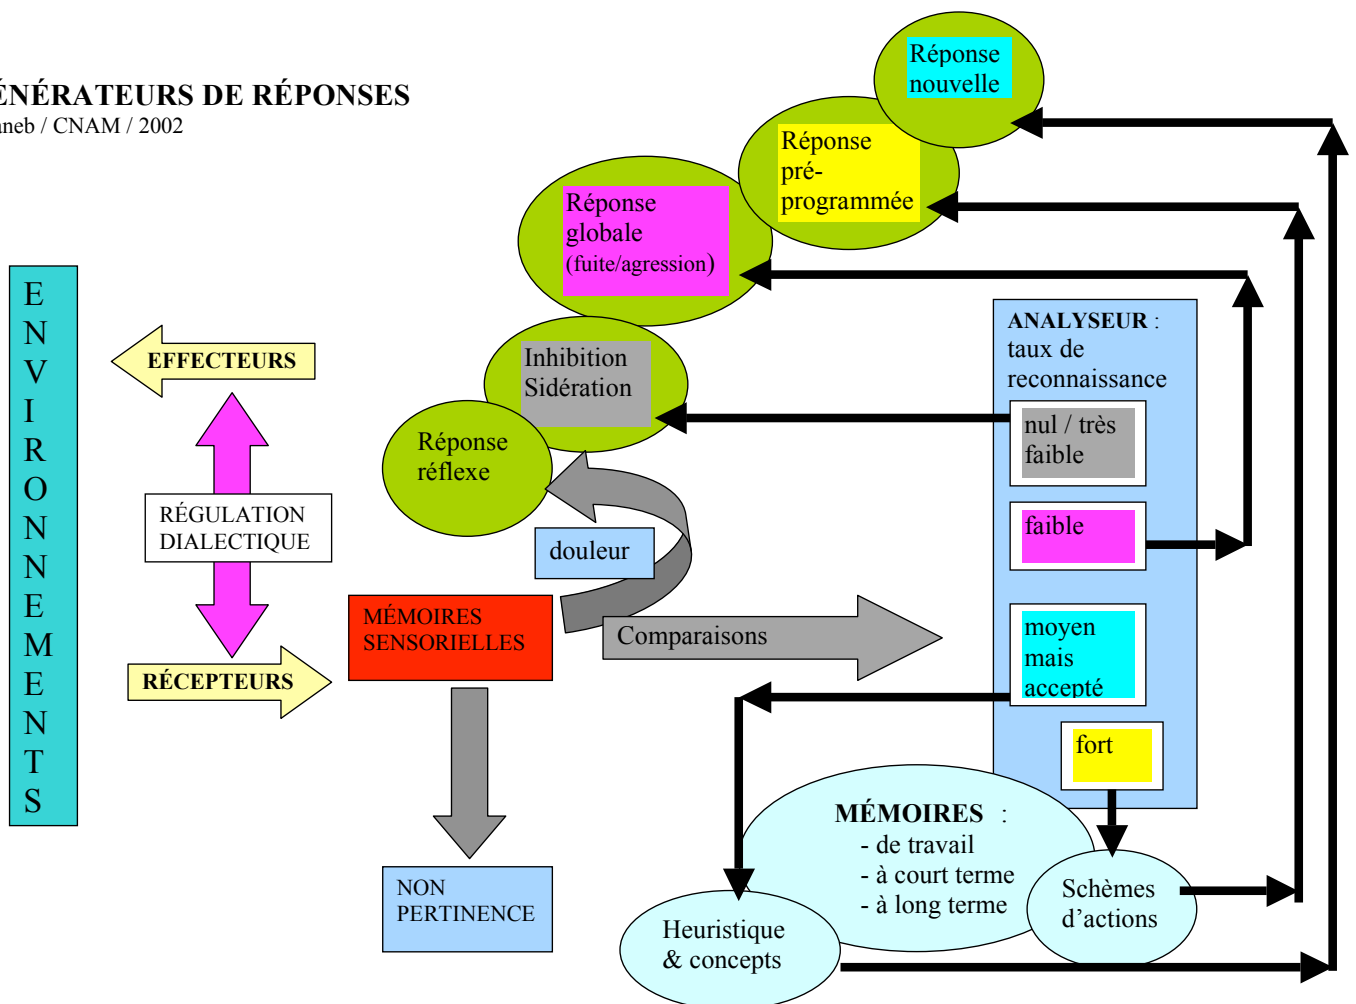 ÉNÉRATEURS DE RÉPONSES
aneb / CNAM / 2002
Réponse
nouvelle
Réponse
pré-
programmée
Réponse
globale
(fuite/agression)
Inhibition
Sidération
Réponse
réflexe
E
N
V
I
R
O
N
N
E
M
E
N
T
S
EFFECTEURS
RÉGULATION
DIALECTIQUE
RÉCEPTEURS
MÉMOIRES
SENSORIELLES
douleur
Comparaisons
NON
PERTINENCE
ANALYSEUR :
taux de
reconnaissance
nul / très
faible
faible
moyen
mais
accepté
fort
MÉMOIRES :
- de travail
- à court terme
- à long terme
Schèmes
d’actions
Heuristique
& concepts